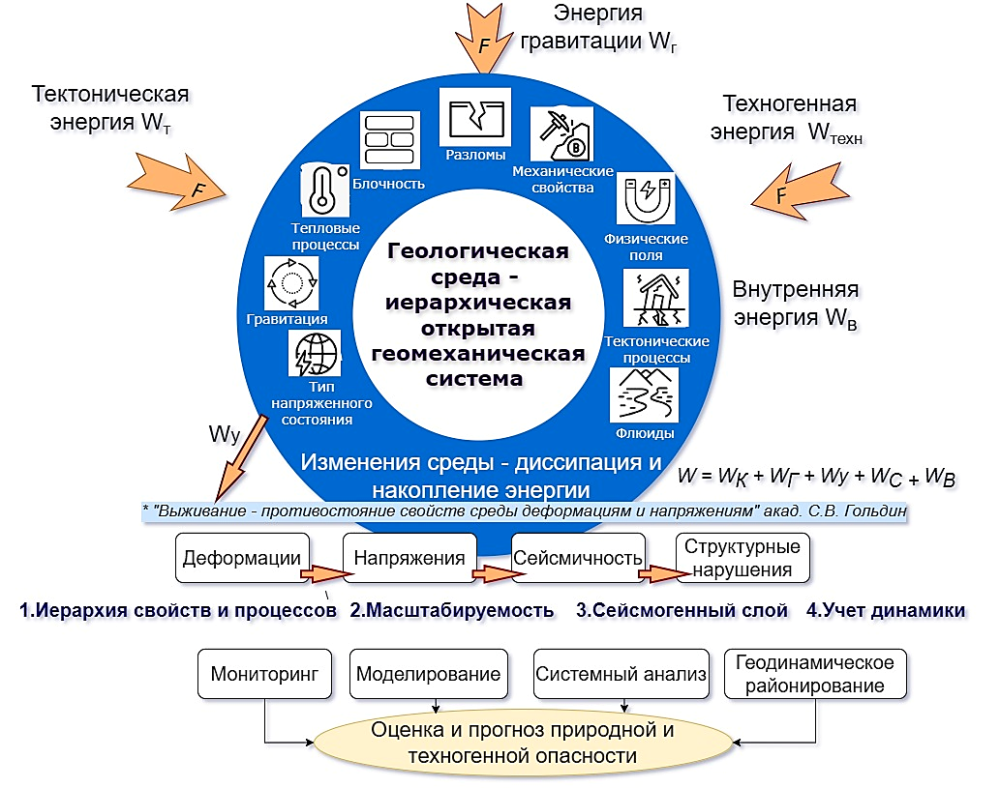 Энергия
гравитации Wг
F
Тектоническая
энергия Wт
F
Техногенная
энергия Wтехн
F
Внутренняя
энергия WВ
Разломы
Блочность
Механические
свойства
Тепловые
процессы
Физические
поля
Гравитация
Тектонические
процессы
Тип
напряженного
состояния
Флюиды
Геологическая
среда -
иерархическая
открытая
геомеханическая
система
Wу
Изменения среды - диссипация и
накопление энергии
W = WК + WГ + Wу + WС + WВ
* "Выживание - противостояние свойств среды деформациям и напряжениям" акад. С.В. Гольдин
Деформации
Напряжения
Сейсмичность
Структурные
нарушения
1.Иерархия свойств и процессов 2.Масштабируемость 3.Сейсмогенный слой 4.Учет динамики
Мониторинг
Моделирование
Системный анализ
Геодинамическое
районирование
Оценка и прогноз природной и
техногенной опасности